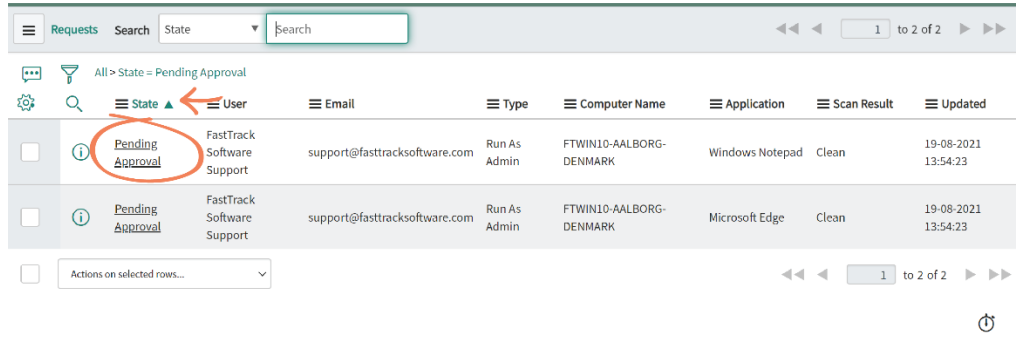 Requests Search State Search 1 to 2 of 2
All > State = Pending Approval
State User Email Type Computer Name Application Scan Result Updated
Pending Approval FastTrack Software Support support@fasttracksoftware.com Run As Admin FTWIN10-AALBORG-DENMARK Windows Notepad Clean 19-08-2021 13:54:23
Pending Approval FastTrack Software Support support@fasttracksoftware.com Run As Admin FTWIN10-AALBORG-DENMARK Microsoft Edge Clean 19-08-2021 13:54:23
Actions on selected rows... 1 to 2 of 2